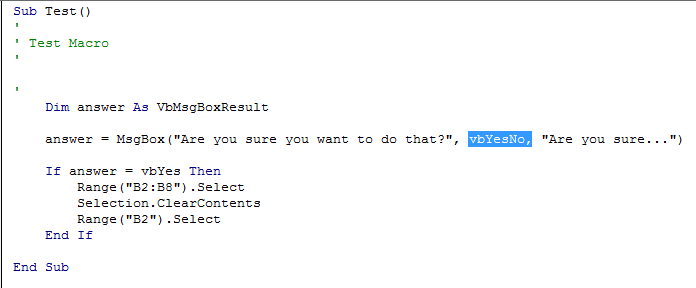 Sub Test()
'
' Test Macro
'
'
Dim answer As VbMsgBoxResult
answer = MsgBox("Are you sure you want to do that?", vbYesNo, "Are you sure...")
If answer = vbYes Then
Range("B2:B8").Select
Selection.ClearContents
Range("B2").Select
End If
End Sub